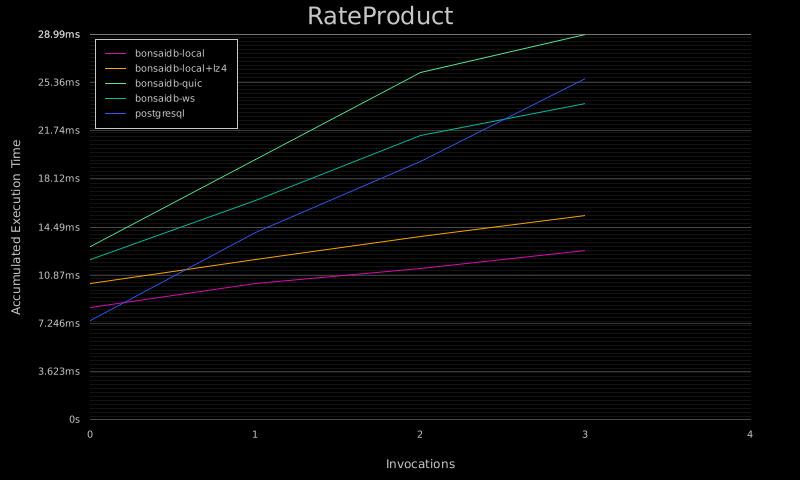 RateProduct
28.99ms
bonsaidb-local
bonsaidb-local+lz4
bonsaidb-quic
bonsaidb-ws
postgresql
25.36ms
21.74ms
18.12ms
14.49ms
10.87ms
7.246ms
3.623ms
0s
Accumulated Execution Time
0
1
2
3
4
Invocations